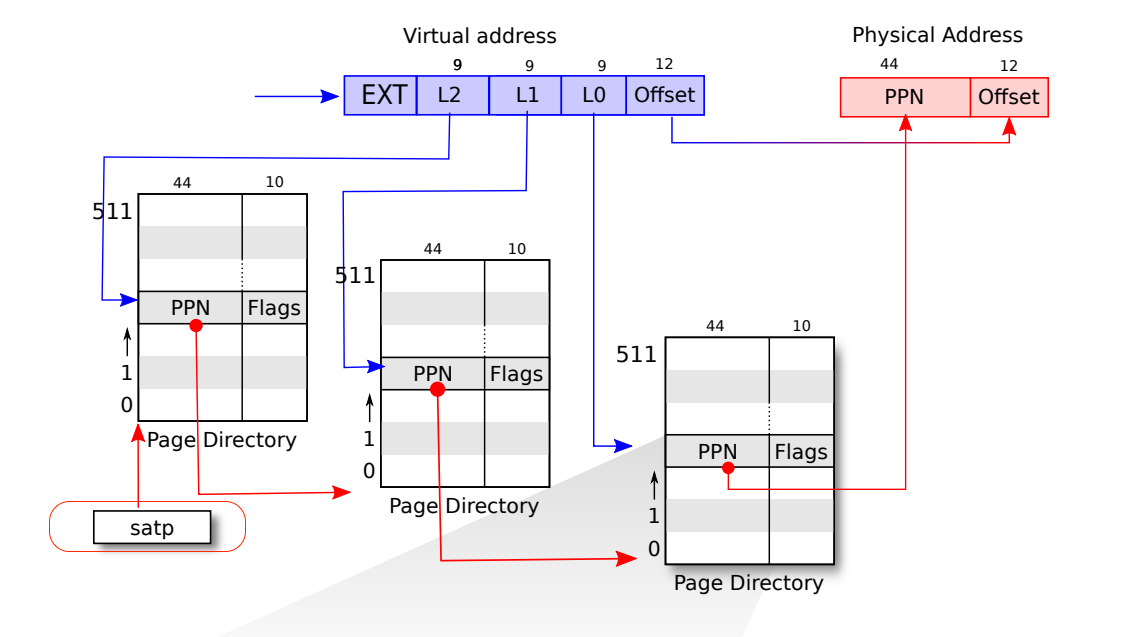 Virtual address
Physical Address
9 9 9 12
44 12
EXT L2 L1 L0 Offset
PPN Offset
44 10
511
PPN Flags
1
0
Page Directory
satp
44 10
511
PPN Flags
1
0
Page Directory
44 10
511
PPN Flags
1
0
Page Directory